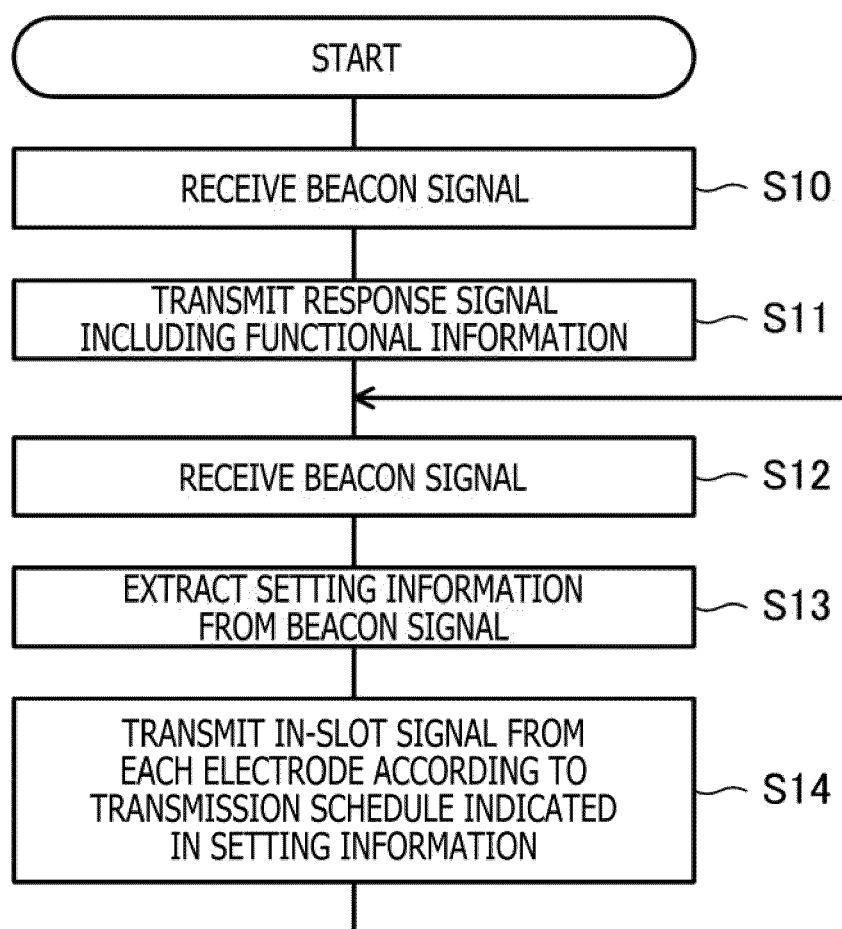 START
RECEIVE BEACON SIGNAL
S10
TRANSMIT RESPONSE SIGNAL
INCLUDING FUNCTIONAL INFORMATION
S11
RECEIVE BEACON SIGNAL
S12
EXTRACT SETTING INFORMATION
FROM BEACON SIGNAL
S13
TRANSMIT IN-SLOT SIGNAL FROM
EACH ELECTRODE ACCORDING TO
TRANSMISSION SCHEDULE INDICATED
IN SETTING INFORMATION
S14